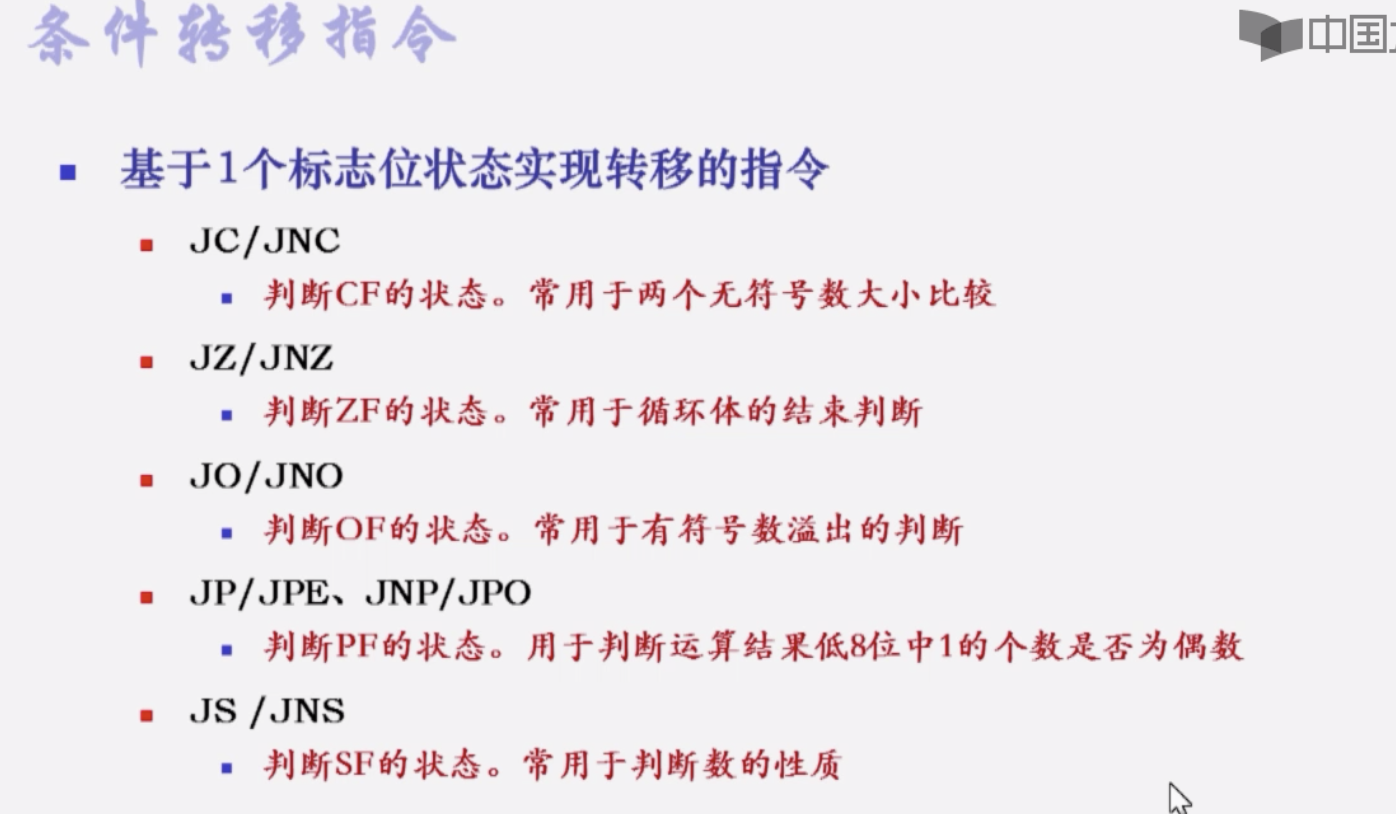 条件转移指令
中国
基于1个标志位状态实现转移的指令
JC/JNC
判断CF的状态。常用于两个无符号数大小比较
JZ/JNZ
判断ZF的状态。常用于循环体的结束判断
JO/JNO
判断OF的状态。常用于有符号数溢出的判断
JP/JPE、JNP/JPO
判断PF的状态。用于判断运算结果低8位中1的个数是否为偶数
JS /JNS
判断SF的状态。常用于判断数的性质